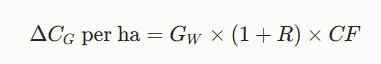 ΔC_G per ha = G_W × (1 + R) × CF